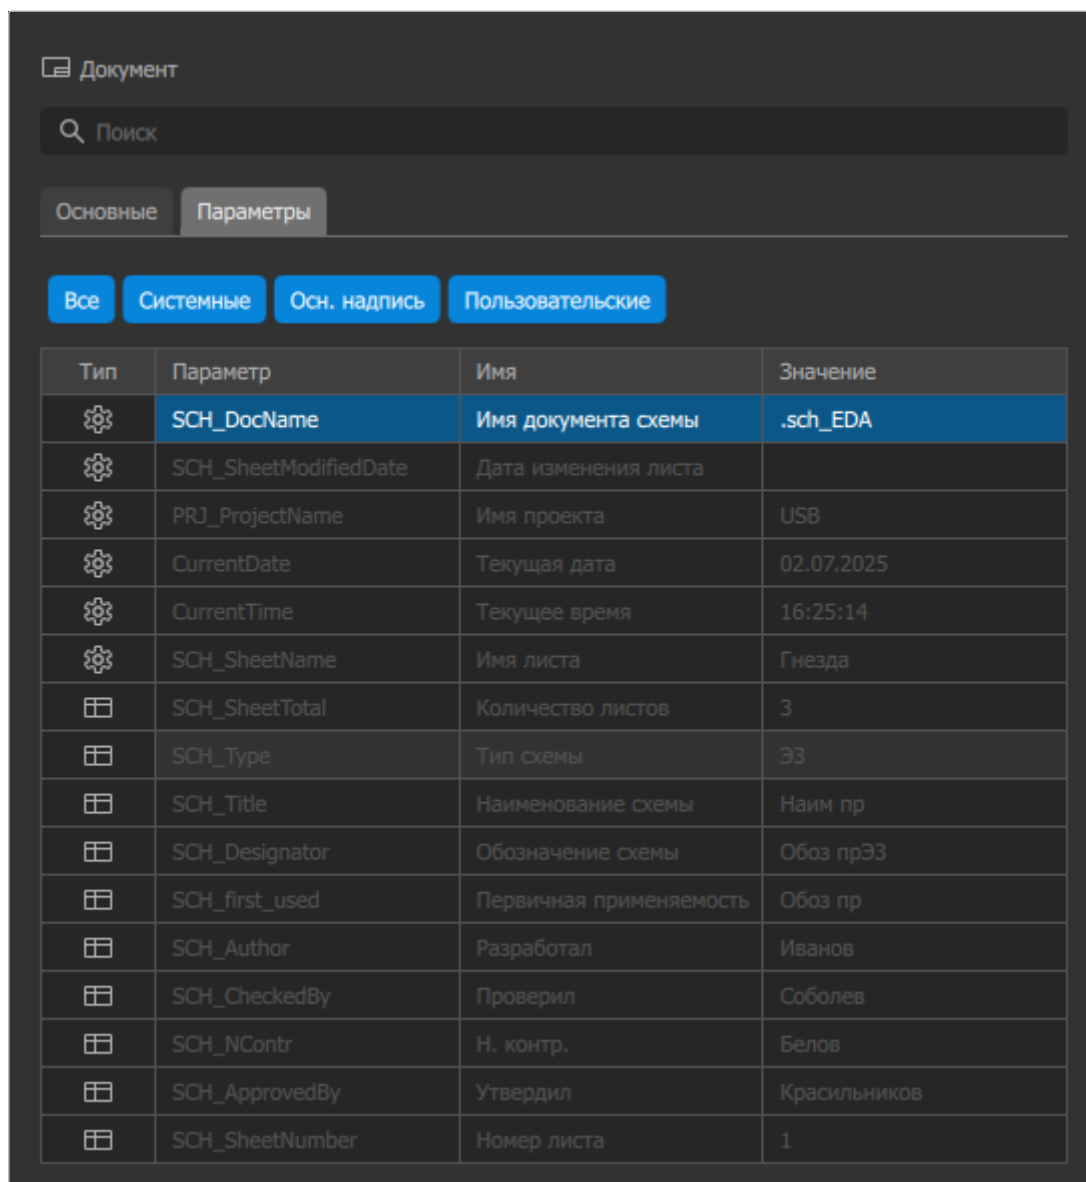 Документ
Поиск
Основные Параметры
Все Системные Осн. надпись Пользовательские
Тип Параметр Имя Значение
SCH_DocName Имя документа схемы .sch_EDA
SCH_SheetModifiedDate Дата изменения листа
PRJ_ProjectName Имя проекта USB
CurrentDate Текущая дата 02.07.2025
CurrentTime Текущее время 16:25:14
SCH_SheetName Имя листа Гнезда
SCH_SheetTotal Количество листов 3
SCH_Type Тип схемы Э3
SCH_Title Наименование схемы Наим пр
SCH_Designator Обозначение схемы Обоз прЭ3
SCH_first_used Первичная применяемость Обоз пр
SCH_Author Разработал Иванов
SCH_CheckedBy Проверил Соболев
SCH_NContr Н. контр. Белов
SCH_ApprovedBy Утвердил Красильников
SCH_SheetNumber Номер листа 1